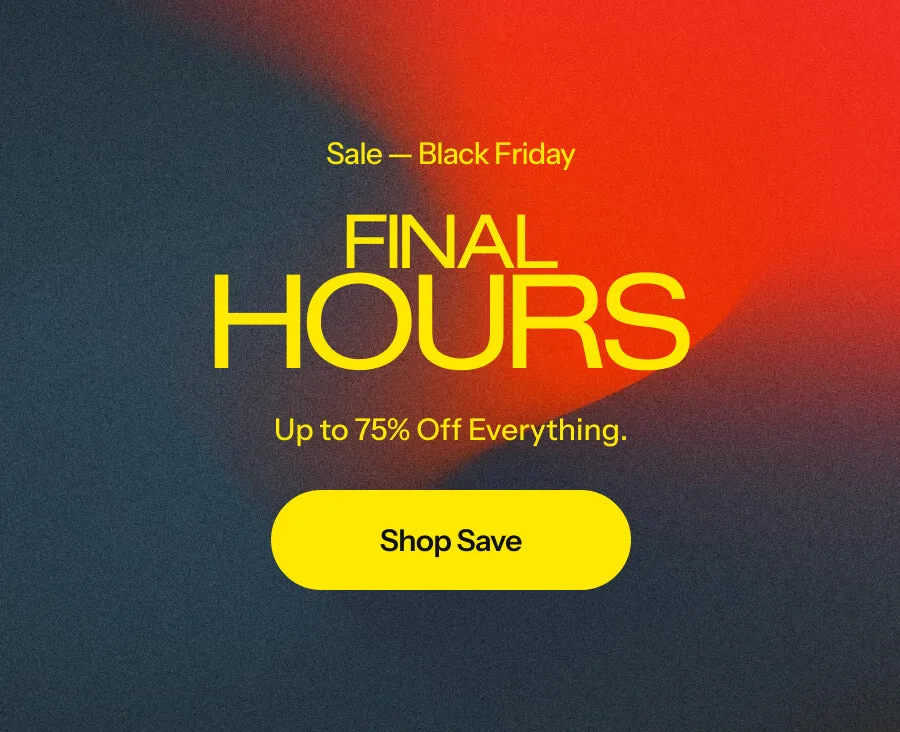 Sale — Black Friday
FINAL
HOURS
Up to 75% Off Everything.
Shop Save